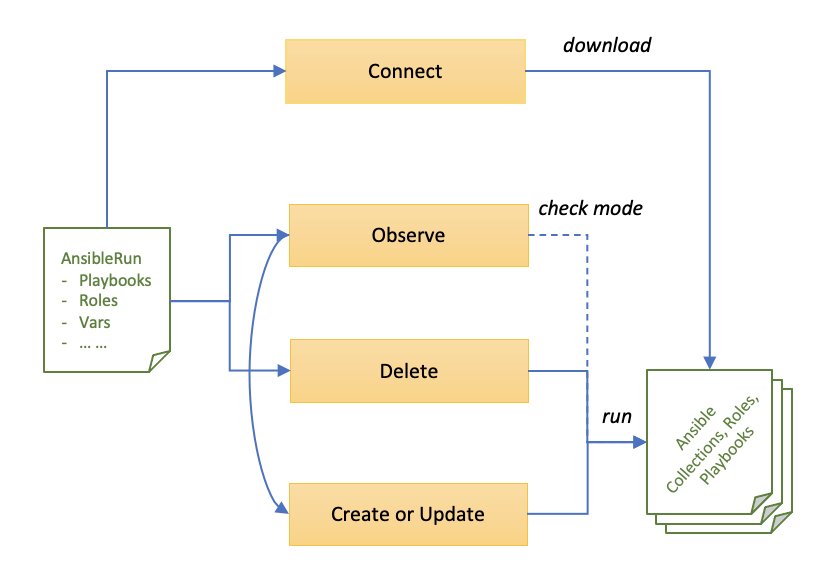 download
Connect
check mode
Observe
AnsibleRun
- Playbooks
- Roles
- Vars
- ... ...
Delete
run
Ansible
Collections, Roles,
Playbooks
Create or Update